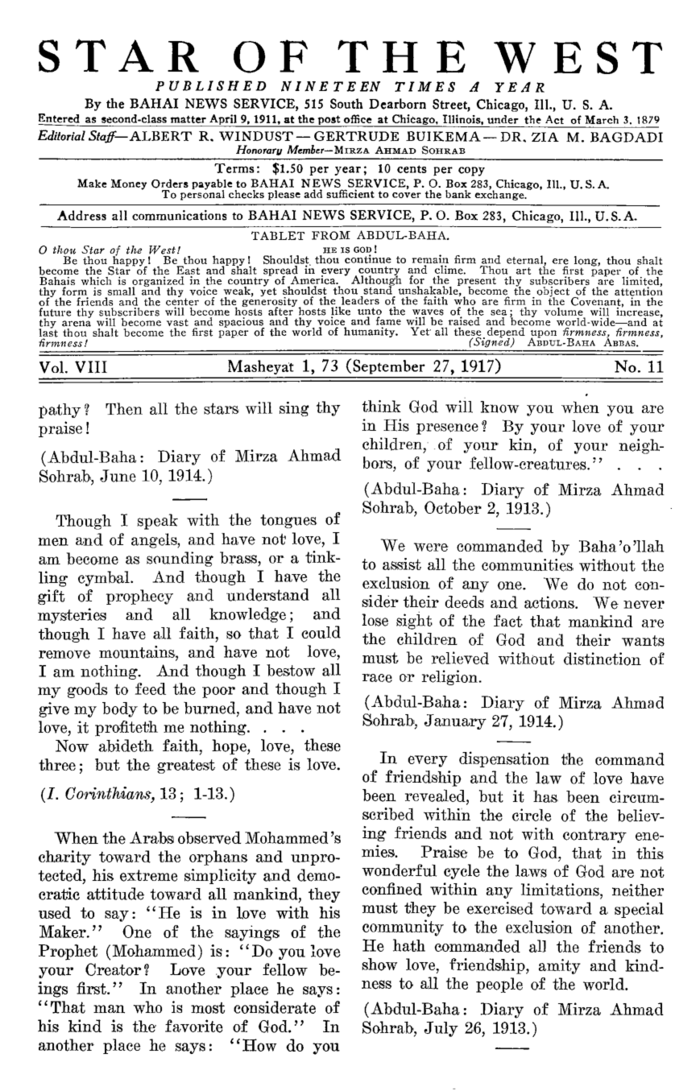 STAR OF THE WEST
PUBLISHED NINETEEN TIMES A YEAR
By the BAHAI NEWS SERVICE, 515 South Dearborn Street, Chicago, Ill., U. S. A.
Entered as second-class matter April 9, 1911, at the post office at Chicago, Illinois, under the Act of March 3, 1879
Editorial Staff—ALBERT R. WINDUST—GERTRUDE BUIKEMA—DR. ZIA M. BAGDADI
Honorary Member—MIRZA AHMAD SOHRAB
Terms: $1.50 per year; 10 cents per copy
Make Money Orders payable to BAHAI NEWS SERVICE, P. O. Box 283, Chicago, Ill., U. S. A.
To personal checks please add sufficient to cover the bank exchange.
Address all communications to BAHAI NEWS SERVICE, P. O. Box 283, Chicago, Ill., U. S. A.
TABLET FROM ABDUL-BAHA.
O thou Star of the West! HE IS GOD!
Be thou happy! Be thou happy! Shouldst thou continue to remain firm and eternal, ere long, thou shalt
become the Star of the East and shalt spread in every country and clime. Thou art the first paper of the
Bahais which is organized in the country of America. Although for the present thy subscribers are limited,
thy form is small and thy voice weak, yet shouldst thou stand unshakable, become the object of the attention
of the friends and the center of the generosity of the leaders of the faith who are firm in the Covenant, in the
future thy subscribers will become hosts after hosts like unto the waves of the sea; thy volume will increase,
thy arena will become vast and spacious and thy voice and fame will be raised and become world-wide—and at
last thou shalt become the first paper of the world of humanity. Yet all these depend upon firmness, firmness,
firmness! (Signed) ABDUL-BAHA ABBAS.
Vol. VIII Masheyat 1, 73 (September 27, 1917) No. 11
pathy? Then all the stars will sing thy
praise!
(Abdul-Baha: Diary of Mirza Ahmad
Sohrab, June 10, 1914.)
Though I speak with the tongues of
men and of angels, and have not love, I
am become as sounding brass, or a tink-
ling cymbal. And though I have the
gift of prophecy and understand all
mysteries and all knowledge; and
though I have all faith, so that I could
remove mountains, and have not love,
I am nothing. And though I bestow all
my goods to feed the poor and though I
give my body to be burned, and have not
love, it profiteth me nothing. . . .
Now abideth faith, hope, love, these
three; but the greatest of these is love.
(I. Corinthians, 13; 1-13.)
When the Arabs observed Mohammed's
charity toward the orphans and unpro-
tected, his extreme simplicity and demo-
cratic attitude toward all mankind, they
used to say: "He is in love with his
Maker." One of the sayings of the
Prophet (Mohammed) is: "Do you love
your Creator? Love your fellow be-
ings first." In another place he says:
"That man who is most considerate of
his kind is the favorite of God." In
another place he says: "How do you
think God will know you when you are
in His presence? By your love of your
children, of your kin, of your neigh-
bors, of your fellow-creatures." . . .
(Abdul-Baha: Diary of Mirza Ahmad
Sohrab, October 2, 1913.)
We were commanded by Baha'o'llah
to assist all the communities without the
exclusion of any one. We do not con-
sider their deeds and actions. We never
lose sight of the fact that mankind are
the children of God and their wants
must be relieved without distinction of
race or religion.
(Abdul-Baha: Diary of Mirza Ahmad
Sohrab, January 27, 1914.)
In every dispensation the command
of friendship and the law of love have
been revealed, but it has been circum-
scribed within the circle of the believ-
ing friends and not with contrary ene-
mies. Praise be to God, that in this
wonderful cycle the laws of God are not
confined within any limitations, neither
must they be exercised toward a special
community to the exclusion of another.
He hath commanded all the friends to
show love, friendship, amity and kind-
ness to all the people of the world.
(Abdul-Baha: Diary of Mirza Ahmad
Sohrab, July 26, 1913.)